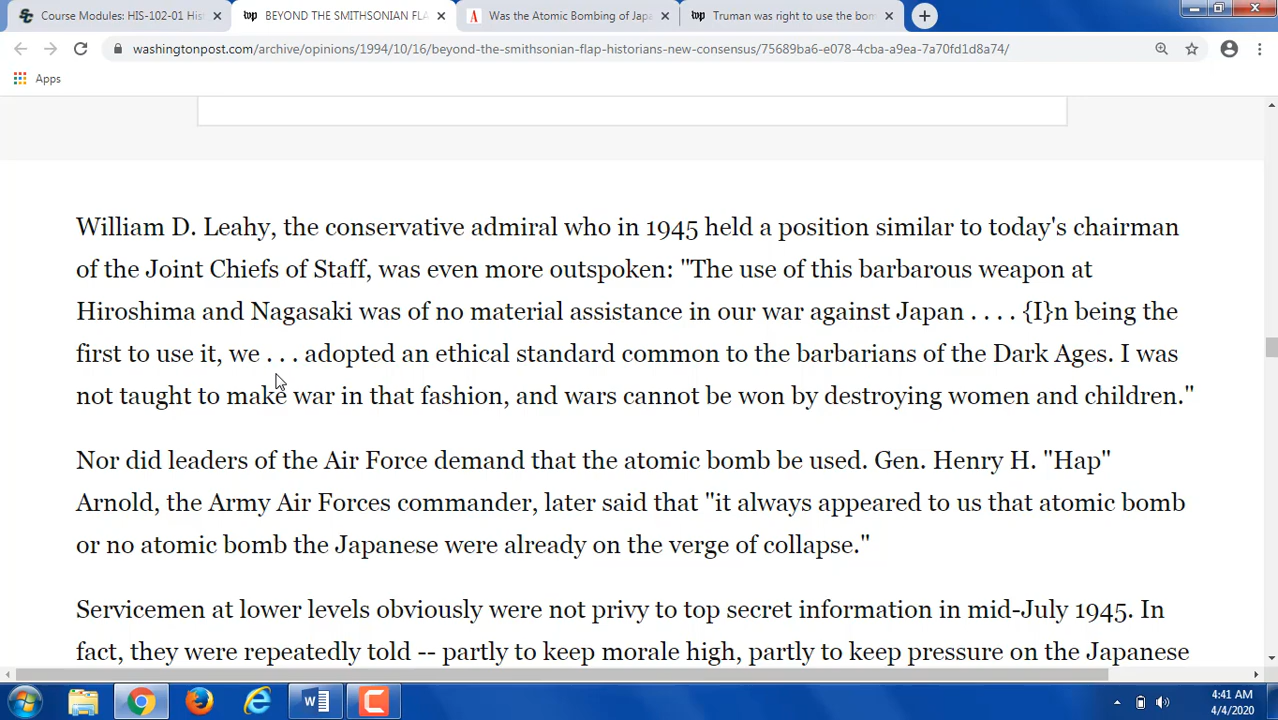 Course Modules: HIS-102-01 His
BEYOND THE SMITHSONIAN FLA
Was the Atomic Bombing of Jap
Truman was right to use the bom
washingtonpost.com/archive/opinions/1994/10/16/beyond-the-smithsonian-flap-historians-new-consensus/75689ba6-e078-4cba-a9ea-7a70fd1d8a74/
Apps
William D. Leahy, the conservative admiral who in 1945 held a position similar to today's chairman
of the Joint Chiefs of Staff, was even more outspoken: "The use of this barbarous weapon at
Hiroshima and Nagasaki was of no material assistance in our war against Japan . . . . {I}n being the
first to use it, we . . . adopted an ethical standard common to the barbarians of the Dark Ages. I was
not taught to make war in that fashion, and wars cannot be won by destroying women and children."
Nor did leaders of the Air Force demand that the atomic bomb be used. Gen. Henry H. "Hap"
Arnold, the Army Air Forces commander, later said that "it always appeared to us that atomic bomb
or no atomic bomb the Japanese were already on the verge of collapse."
Servicemen at lower levels obviously were not privy to top secret information in mid-July 1945. In
fact, they were repeatedly told -- partly to keep morale high, partly to keep pressure on the Japanese
4:41 AM
4/4/2020